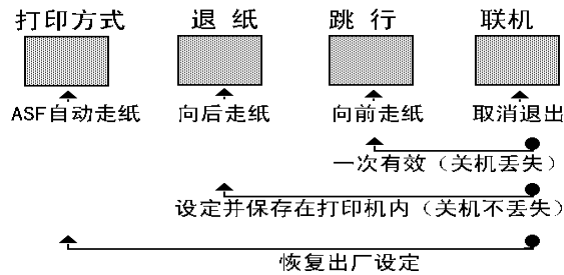 打印方式 退纸 跳行 联机
ASF自动走纸 向后走纸 向前走纸 取消退出
一次有效（关机丢失）
设定并保存在打印机内（关机不丢失）
恢复出厂设定